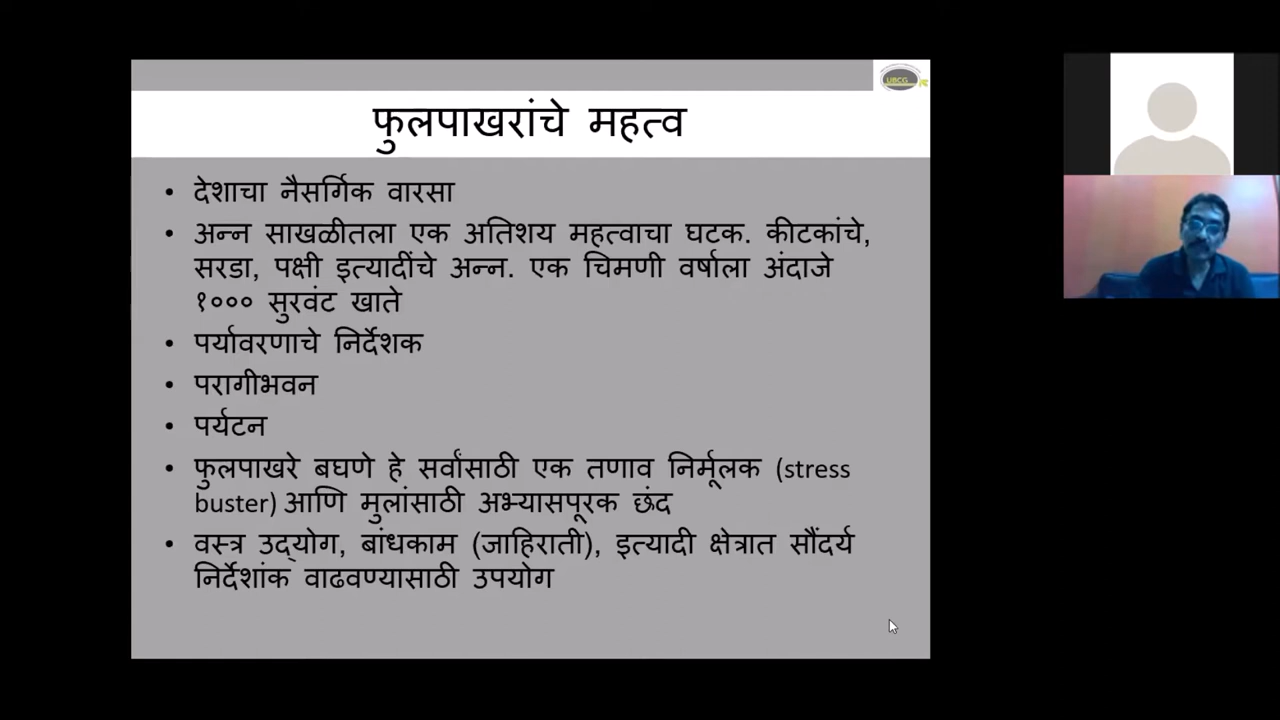 UBCG
फुलपाखरांचे महत्व
• देशाचा नैसर्गिक वारसा
• अन्न साखळीतला एक अतिशय महत्वाचा घटक. कीटकांचे,
सरडा, पक्षी इत्यादींचे अन्न. एक चिमणी वर्षाला अंदाजे
१००० सुरवंट खाते
• पर्यावरणाचे निर्देशक
• परागीभवन
• पर्यटन
• फुलपाखरे बघणे हे सर्वांसाठी एक तणाव निर्मूलक (stress
buster) आणि मुलांसाठी अभ्यासपूरक छंद
• वस्त्र उद्योग, बांधकाम (जाहिराती), इत्यादी क्षेत्रात सौंदर्य
निर्देशांक वाढवण्यासाठी उपयोग